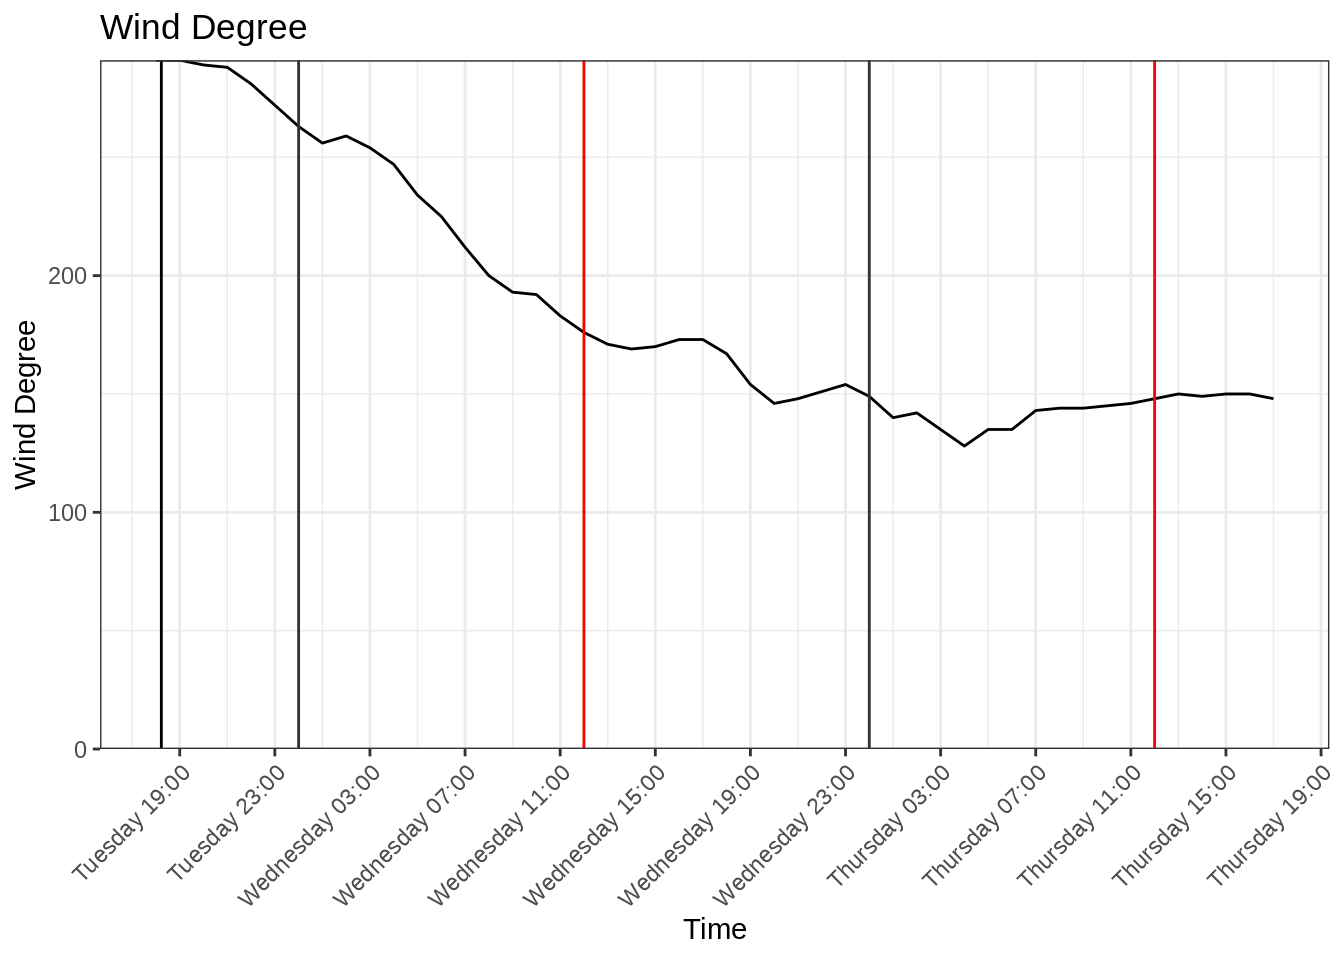 Wind Degree
Wind Degree
200
100
0
Tuesday 19:00
Tuesday 23:00
Wednesday 03:00
Wednesday 07:00
Wednesday 11:00
Wednesday 15:00
Wednesday 19:00
Wednesday 23:00
Thursday 03:00
Thursday 07:00
Thursday 11:00
Thursday 15:00
Thursday 19:00
Time